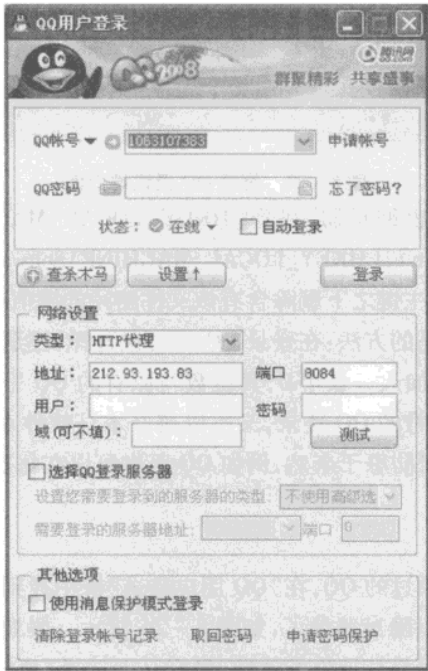 QQ用户登录
QQ2008
腾讯
群聚精彩 共享盛事
QQ帐号 1063107383 申请帐号
QQ密码 忘了密码?
状态: 在线 自动登录
查杀木马 设置↑ 登录
网络设置
类型: HTTP代理
地址: 212.93.193.83 端口 8084
用户: 密码
域(可不填): 测试
选择QQ登录服务器
设置您需要登录到的服务器的类型: 不使用高级选
需要登录的服务器地址: 端口 0
其他选项
使用消息保护模式登录
清除登录帐号记录 取回密码 申请密码保护